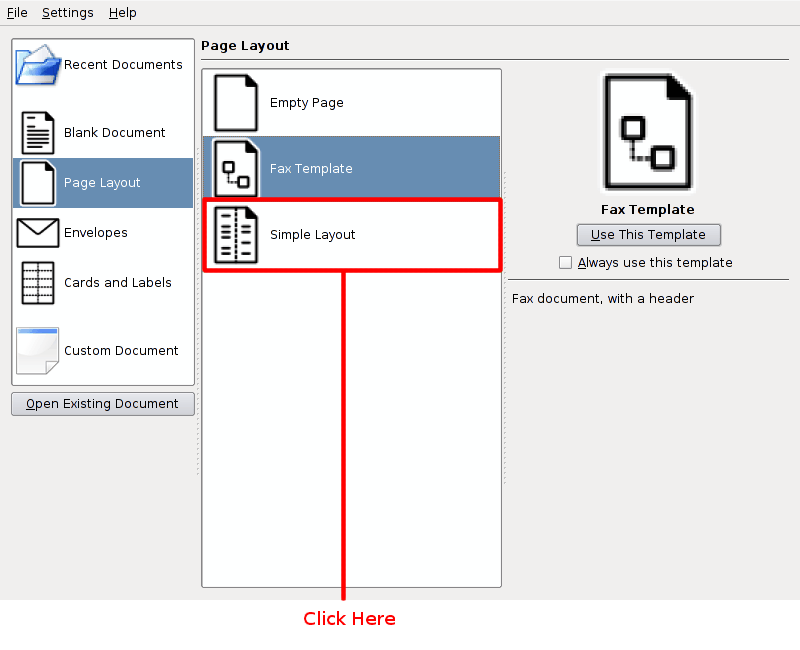 File Settings Help
Recent Documents
Blank Document
Page Layout
Envelopes
Cards and Labels
Custom Document
Open Existing Document
Page Layout
Empty Page
Fax Template
Simple Layout
Fax Template
Use This Template
Always use this template
Fax document, with a header
Click Here